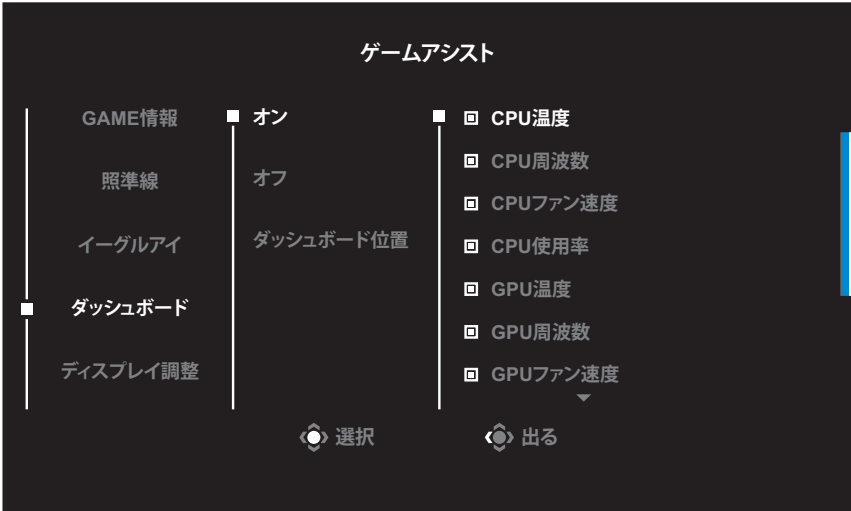 ゲームアシスト
GAME情報
照準線
イーグルアイ
ダッシュボード
ディスプレイ調整
オン
オフ
ダッシュボード位置
CPU温度
CPU周波数
CPUファン速度
CPU使用率
GPU温度
GPU周波数
GPUファン速度
選択
出る